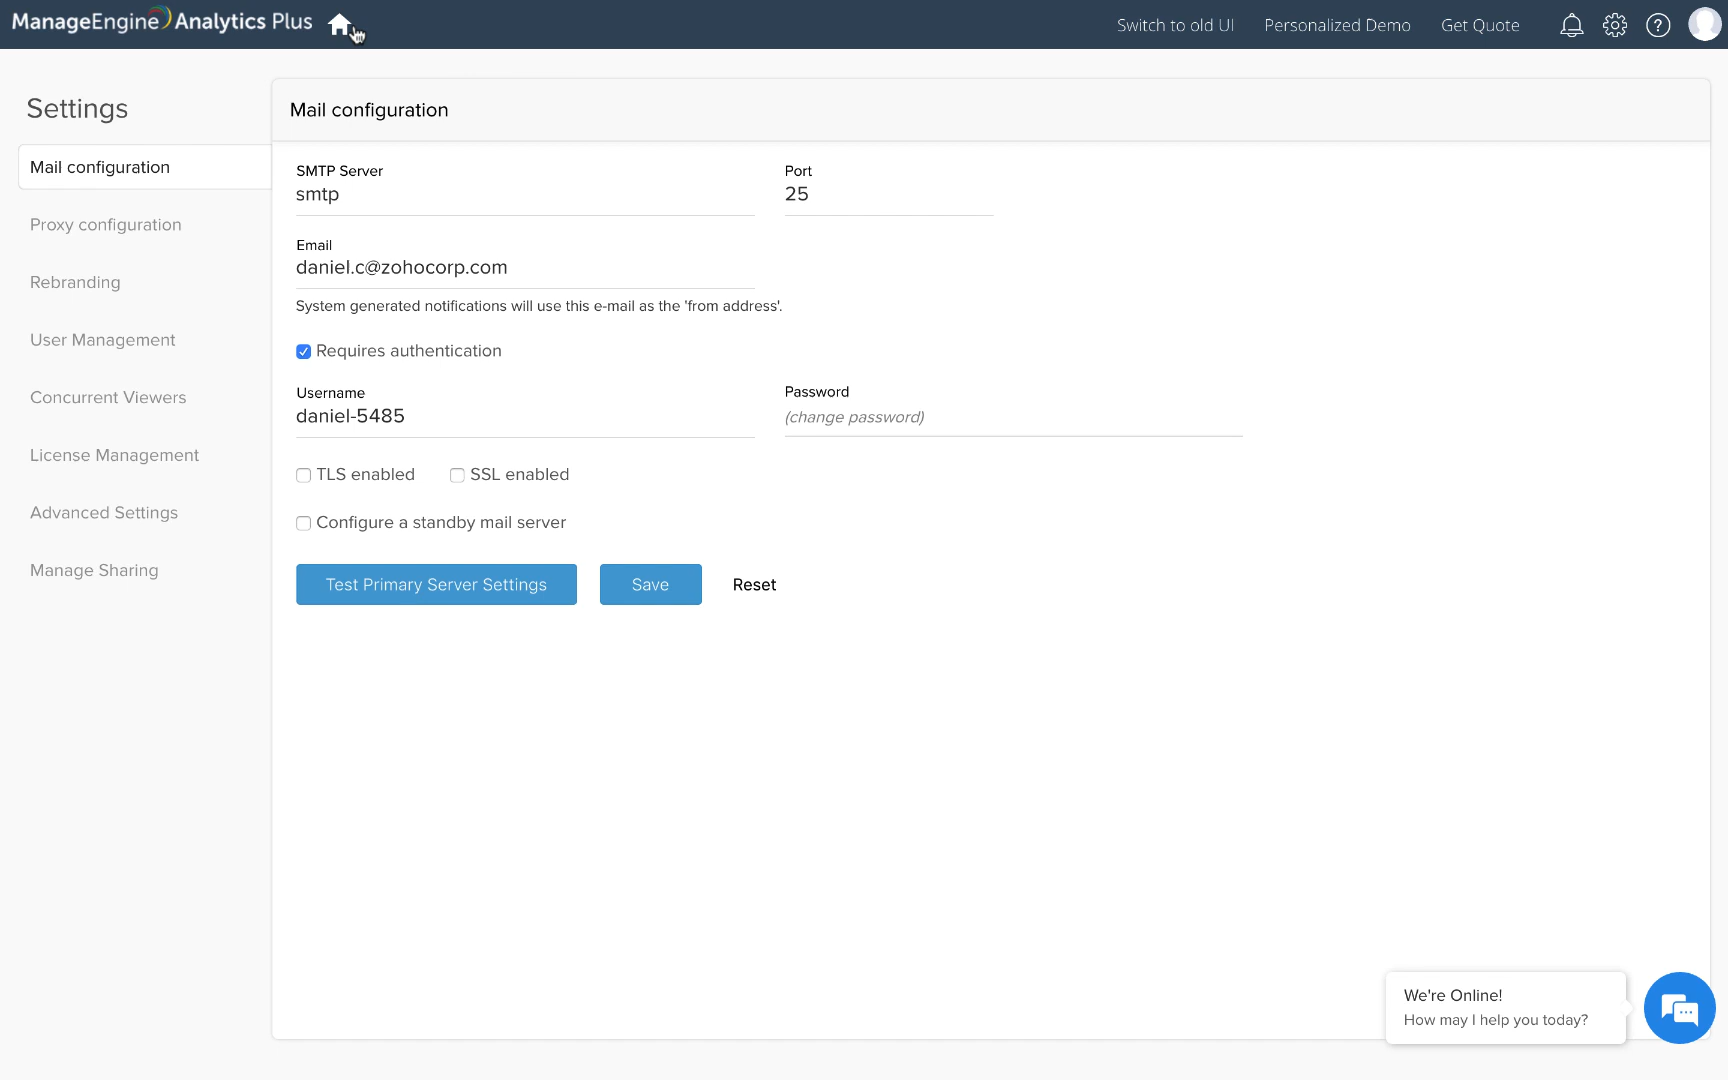 ManageEngine Analytics Plus
Switch to old UI
Personalized Demo
Get Quote
Settings
Mail configuration
Proxy configuration
Rebranding
User Management
Concurrent Viewers
License Management
Advanced Settings
Manage Sharing
Mail configuration
SMTP Server
smtp
Port
25
Email
daniel.c@zohocorp.com
System generated notifications will use this e-mail as the 'from address'.
Requires authentication
Username
daniel-5485
Password
(change password)
TLS enabled
SSL enabled
Configure a standby mail server
Test Primary Server Settings
Save
Reset
We're Online!
How may I help you today?